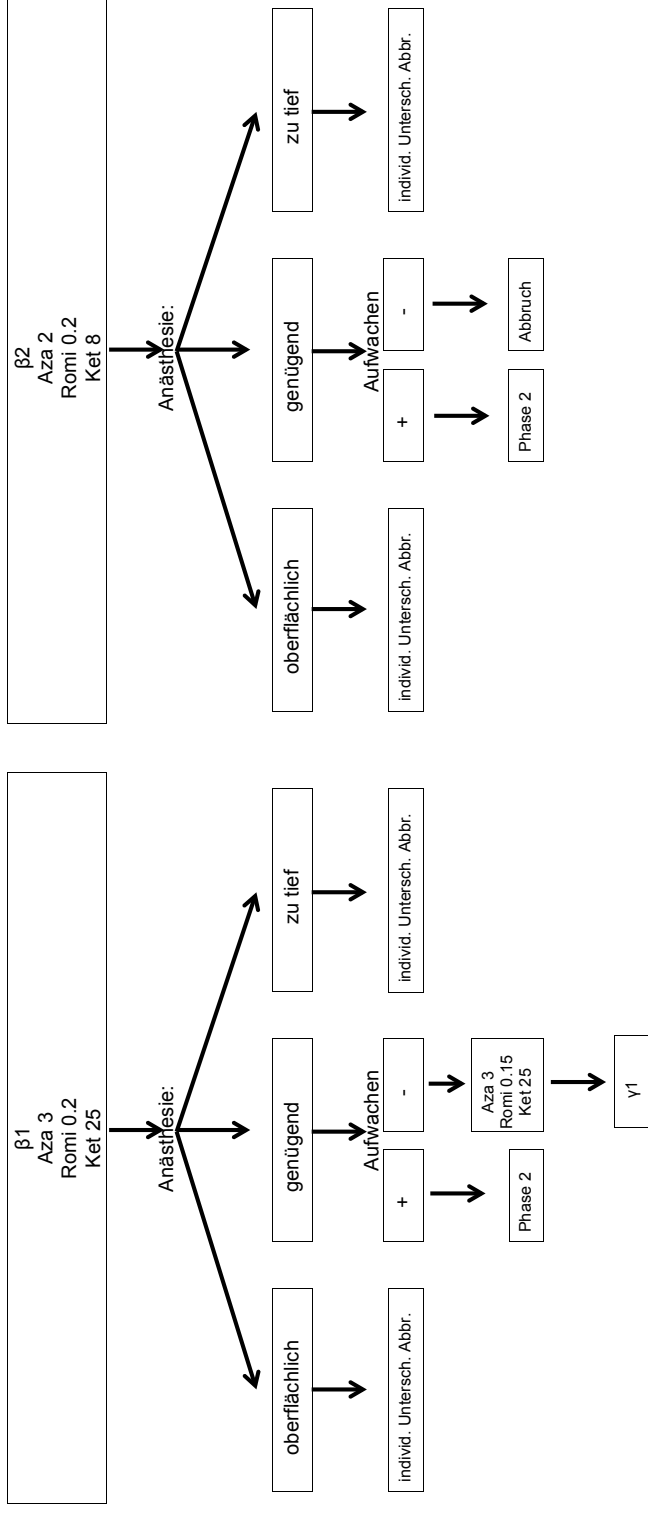 β1
Aza 3
Romi 0.2
Ket 25
Anästhesie:
oberflächlich
genügend
zu tief
individ. Untersch. Abbr.
Aufwachen
individ. Untersch. Abbr.
+
-
Phase 2
Aza 3
Romi 0.15
Ket 25
γ1
β2
Aza 2
Romi 0.2
Ket 8
Anästhesie:
oberflächlich
genügend
zu tief
individ. Untersch. Abbr.
Aufwachen
individ. Untersch. Abbr.
+
-
Phase 2
Abbruch